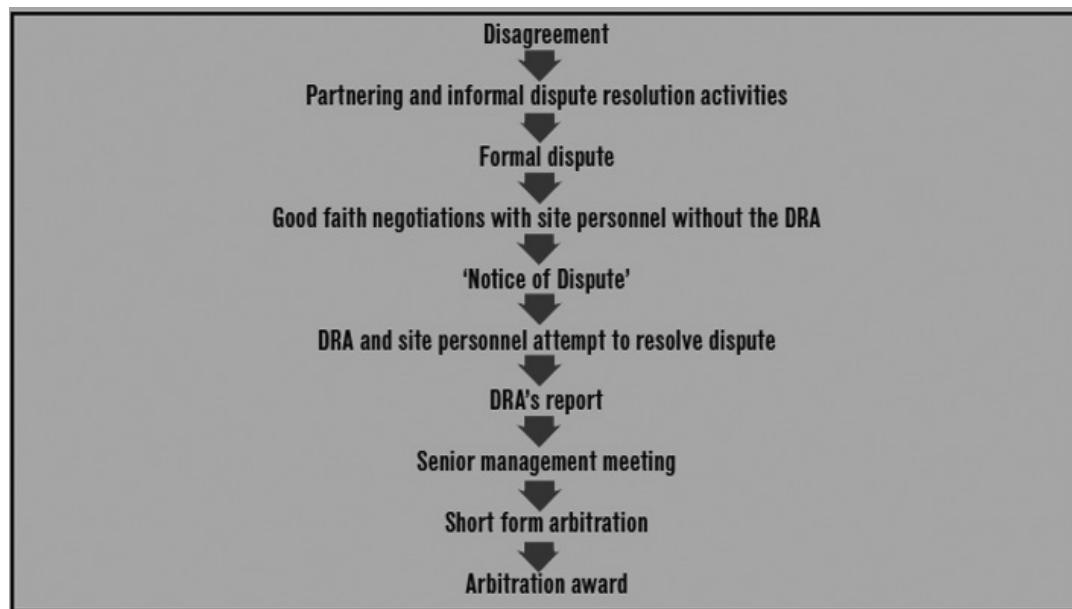 Disagreement
Partnering and informal dispute resolution activities
Formal dispute
Good faith negotiations with site personnel without the DRA
‘Notice of Dispute’
DRA and site personnel attempt to resolve dispute
DRA’s report
Senior management meeting
Short form arbitration
Arbitration award